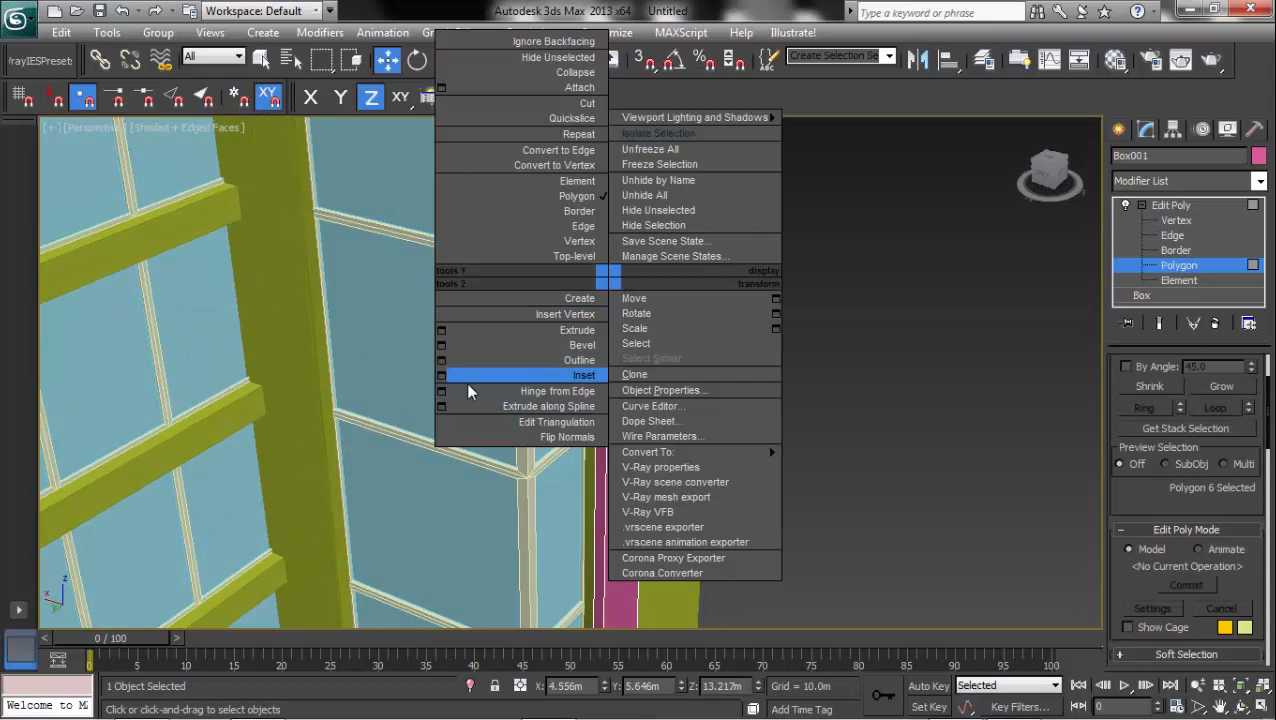 Workspace: Default
Autodesk 3ds Max 2013 x64
Untitled
Type a keyword or phrase
Edit
Tools
Group
Views
Create
Modifiers
Animation
MAXScript
Help
Illustrate!
rayIESPreset
All
Create Selection Se
X
Y
Z
XY
XY
[+] [Perspectiv
[Shaded + Edged Faces]
Ignore Backfacing
Hide Unselected
Collapse
Attach
Cut
Quickslice
Repeat
Convert to Edge
Convert to Vertex
Element
Polygon
Border
Edge
Vertex
Top-level
tools 1
tools 2
Create
Insert Vertex
Extrude
Bevel
Outline
Inset
Hinge from Edge
Extrude along Spline
Edit Triangulation
Flip Normals
Viewport Lighting and Shadows
Isolate Selection
Unfreeze All
Freeze Selection
Unhide by Name
Unhide All
Hide Unselected
Hide Selection
Save Scene State...
Manage Scene States...
display
transform
Move
Rotate
Scale
Select
Select Similar
Clone
Object Properties...
Curve Editor...
Dope Sheet...
Wire Parameters...
Convert To:
V-Ray properties
V-Ray scene converter
V-Ray mesh export
V-Ray VFB
.vrscene exporter
.vrscene animation exporter
Corona Proxy Exporter
Corona Converter
Box001
Modifier List
Edit Poly
Vertex
Edge
Border
Polygon
Element
Box
By Angle: 45.0
Shrink
Grow
Ring
Loop
Get Stack Selection
Preview Selection
Off
SubObj
Multi
Polygon 6 Selected
Edit Poly Mode
Model
Animate
<No Current Operation>
Commit
Settings
Cancel
Show Cage
Soft Selection
0 / 100
0 5 10 15 20 25 30 35 40 45 50 55 60 65 70 75 80 85 90 95 100
1 Object Selected
X: 4.556m
Y: 5.646m
Z: 13.217m
Grid = 10.0m
Auto Key
Selected
Welcome to M
Click or click-and-drag to select objects
Add Time Tag
Set Key
Key Filters...
0